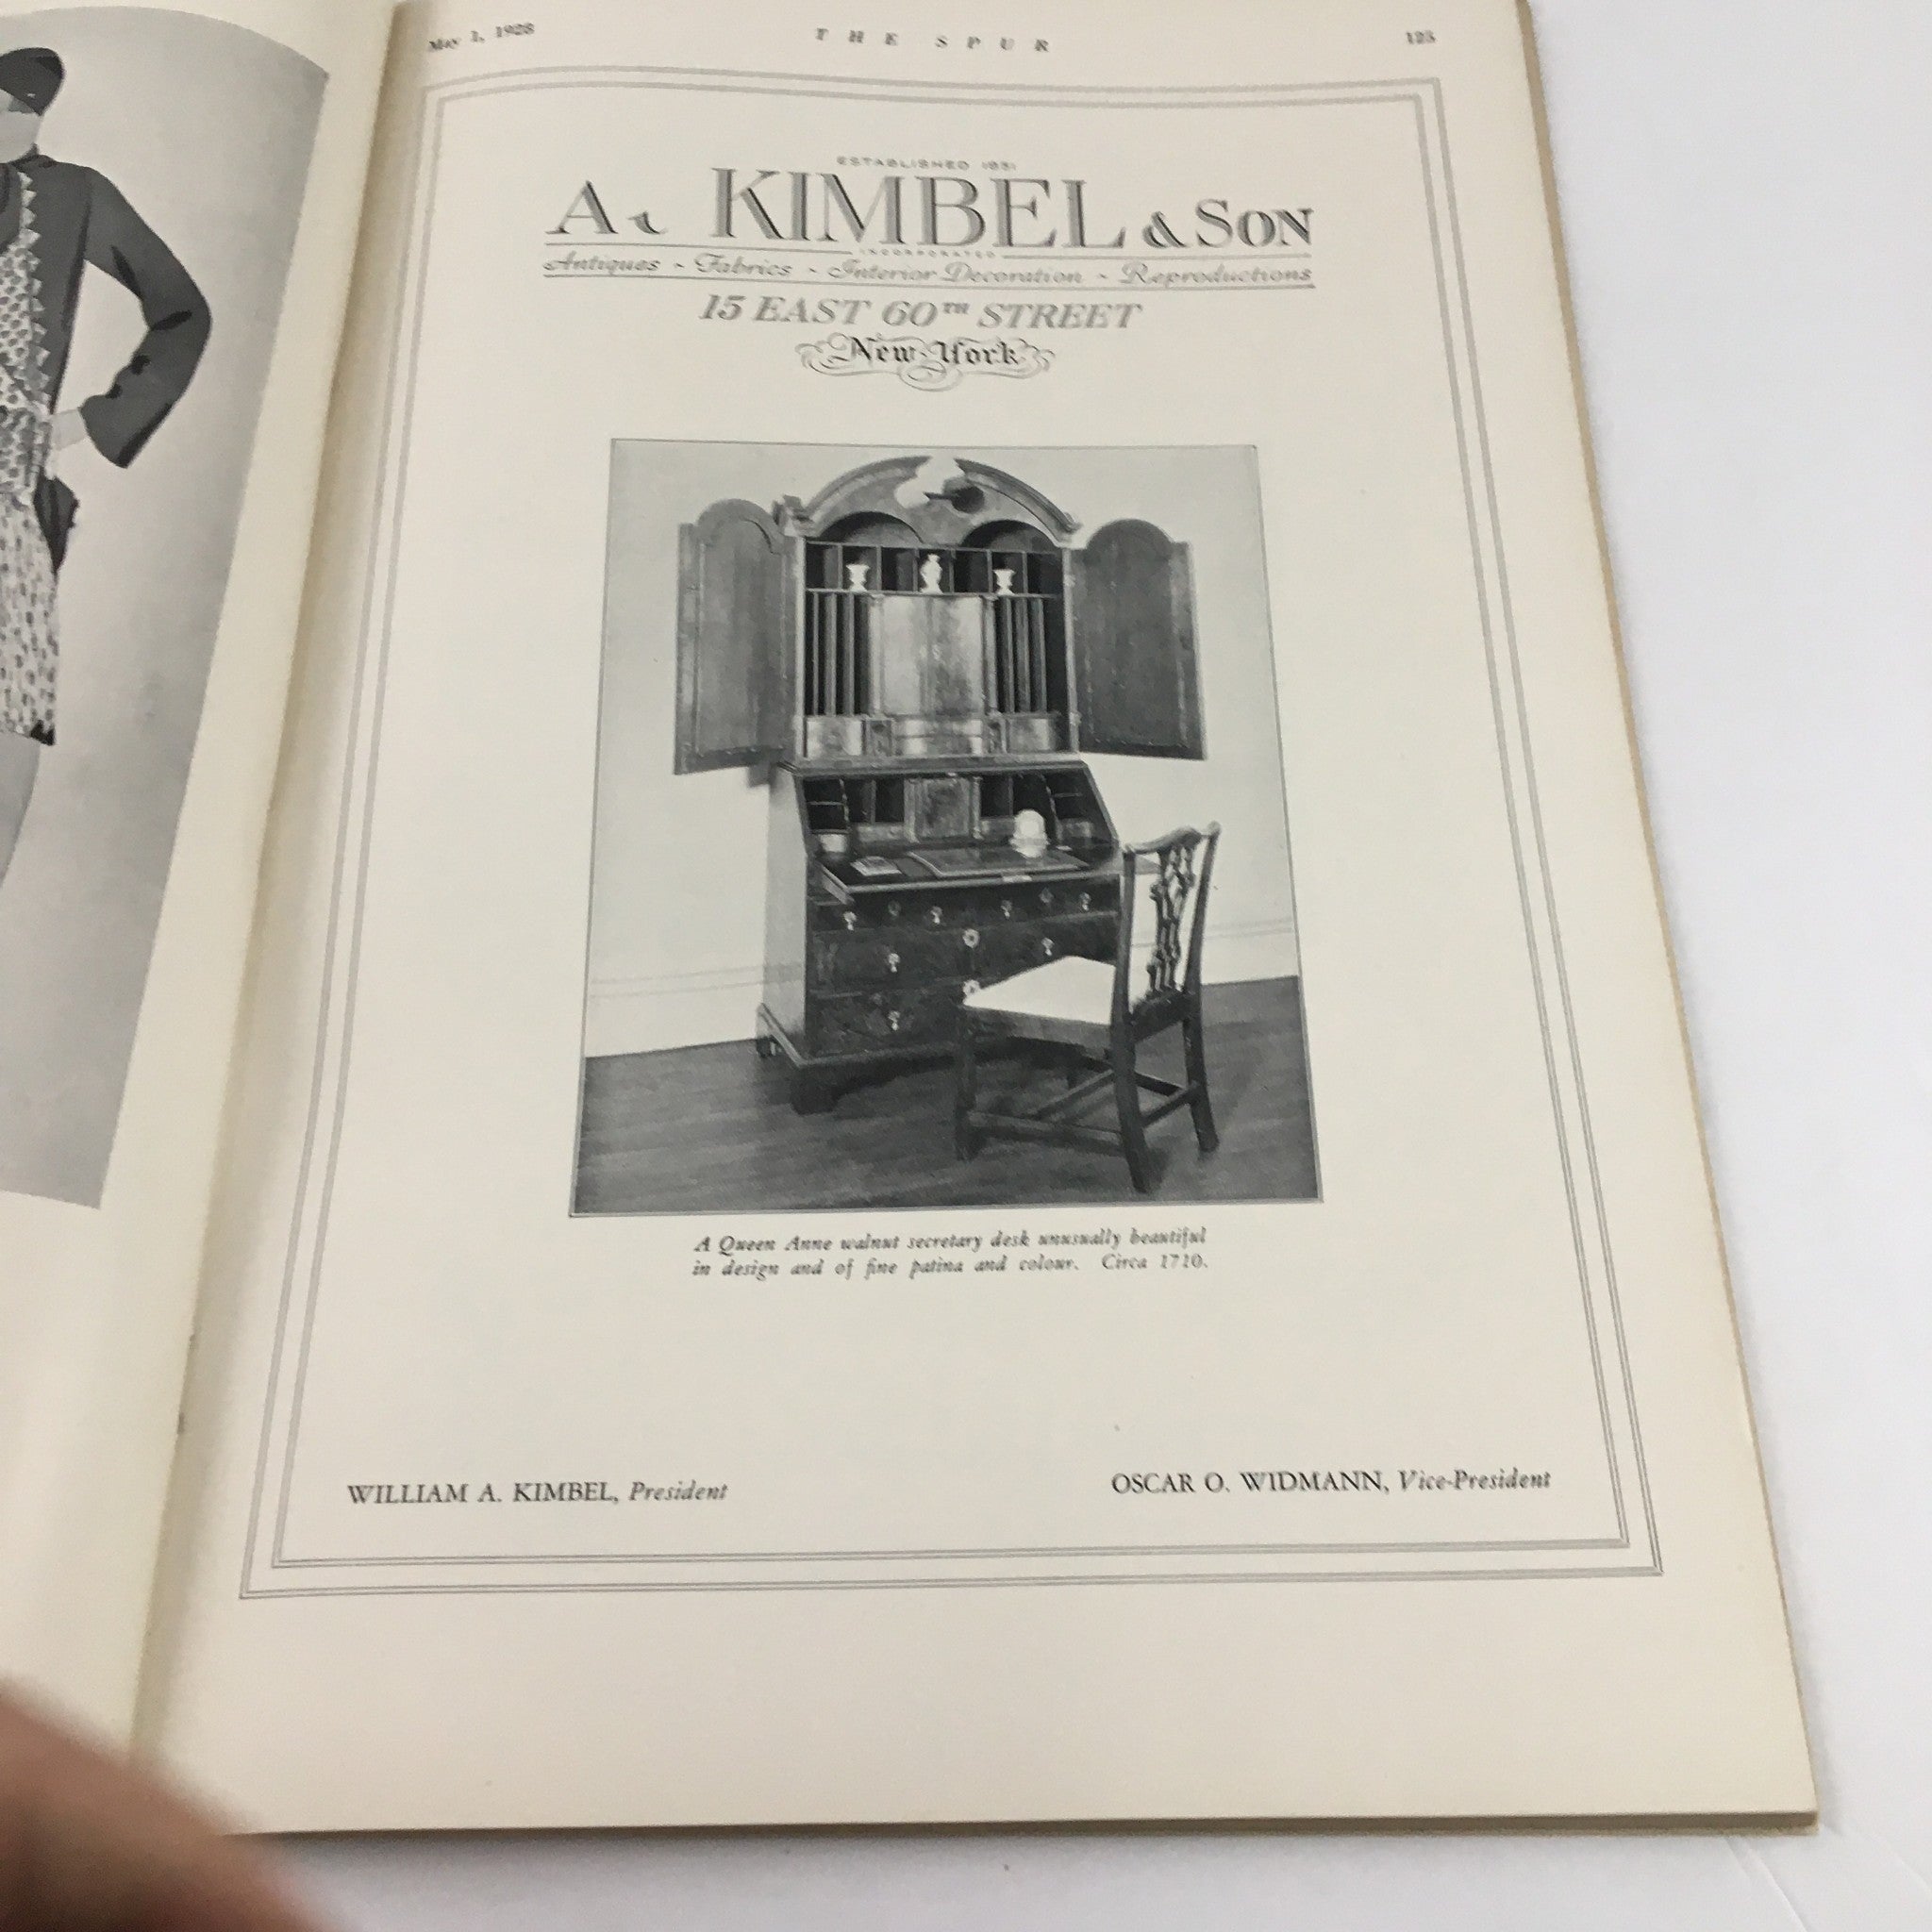 May 1, 1928
THE SPUR
125
ESTABLISHED 1851
A. KIMBEL & SON
INCORPORATED
Antiques ~ Fabrics ~ Interior Decoration ~ Reproductions
15 EAST 60TH STREET
New York
A Queen Anne walnut secretary desk unusually beautiful
in design and of fine patina and colour. Circa 1710.
WILLIAM A. KIMBEL, President
OSCAR O. WIDMANN, Vice-President